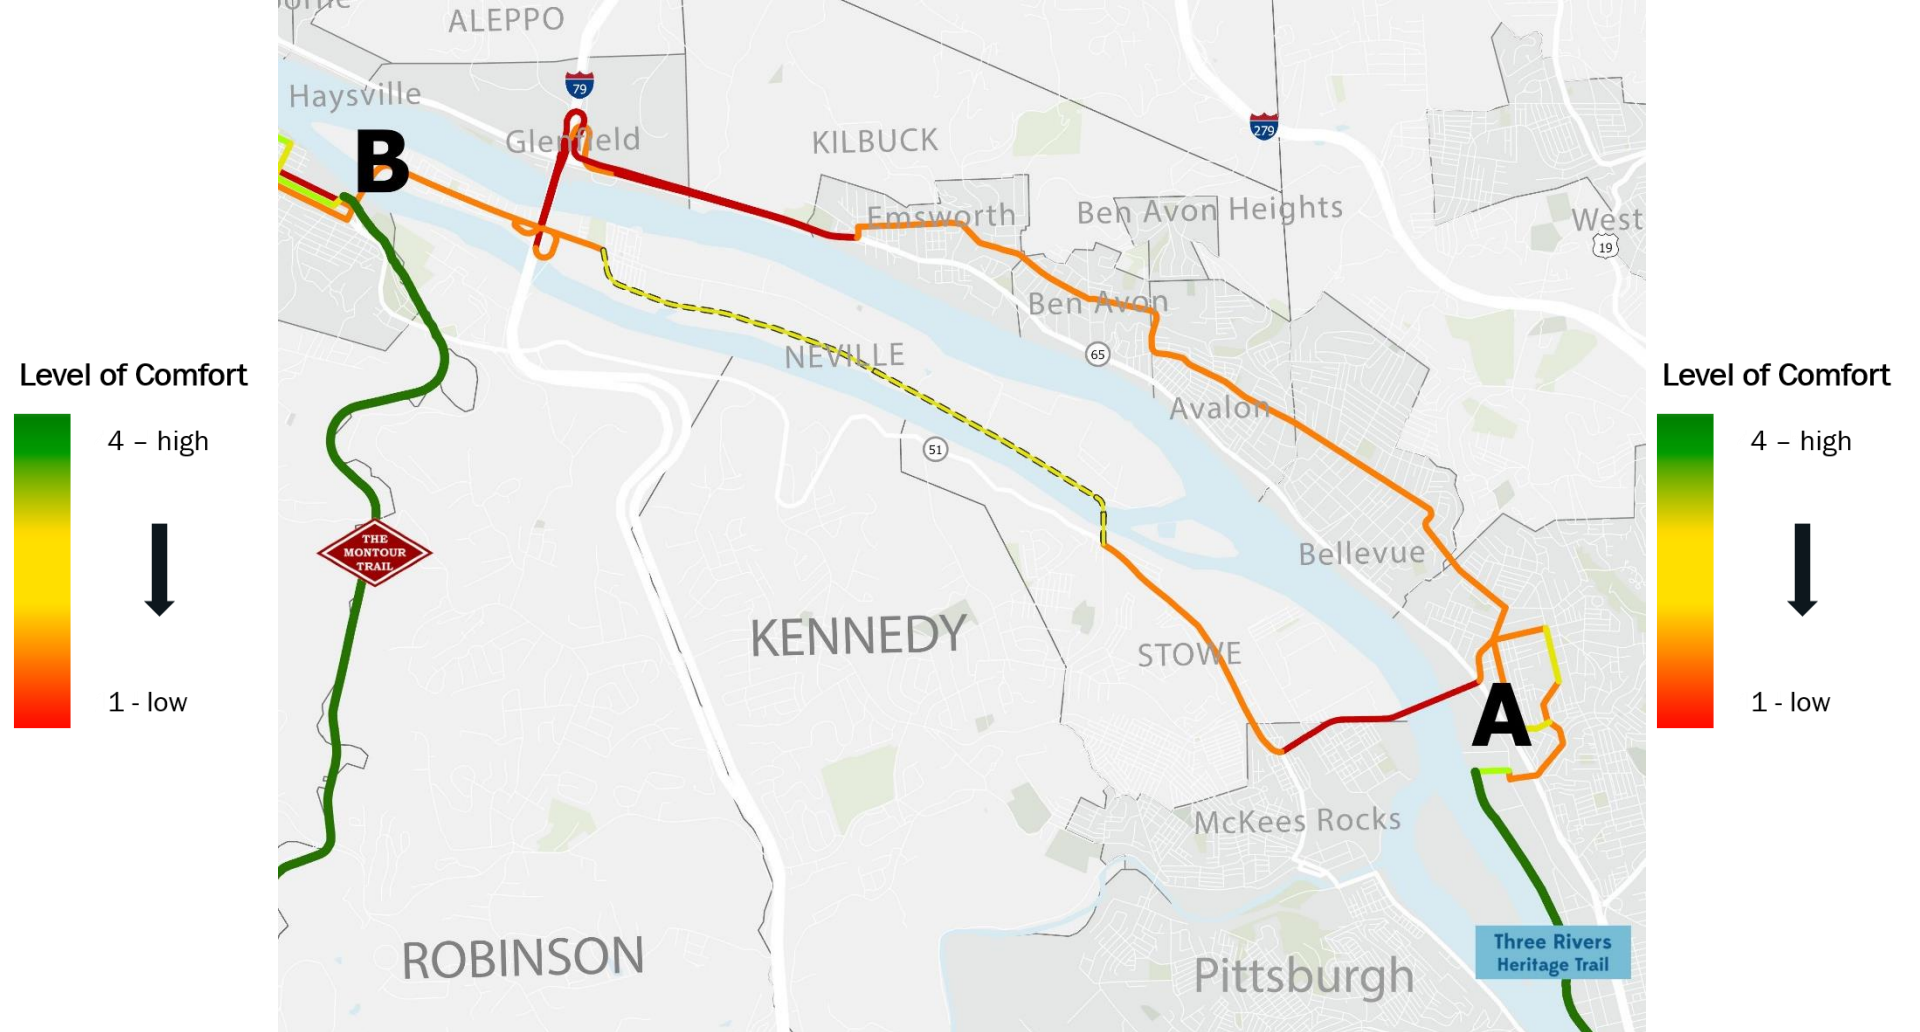 ALEPPO
Haysville
79
Glenfield
B
KILBUCK
279
Emsworth
Ben Avon Heights
West
19
Ben Avon
65
NEVILLE
Avalon
51
Level of Comfort
4 – high
1 - low
THE
MONTOUR
TRAIL
Bellevue
KENNEDY
STOWE
A
McKees Rocks
ROBINSON
Pittsburgh
Three Rivers
Heritage Trail
Level of Comfort
4 – high
1 - low